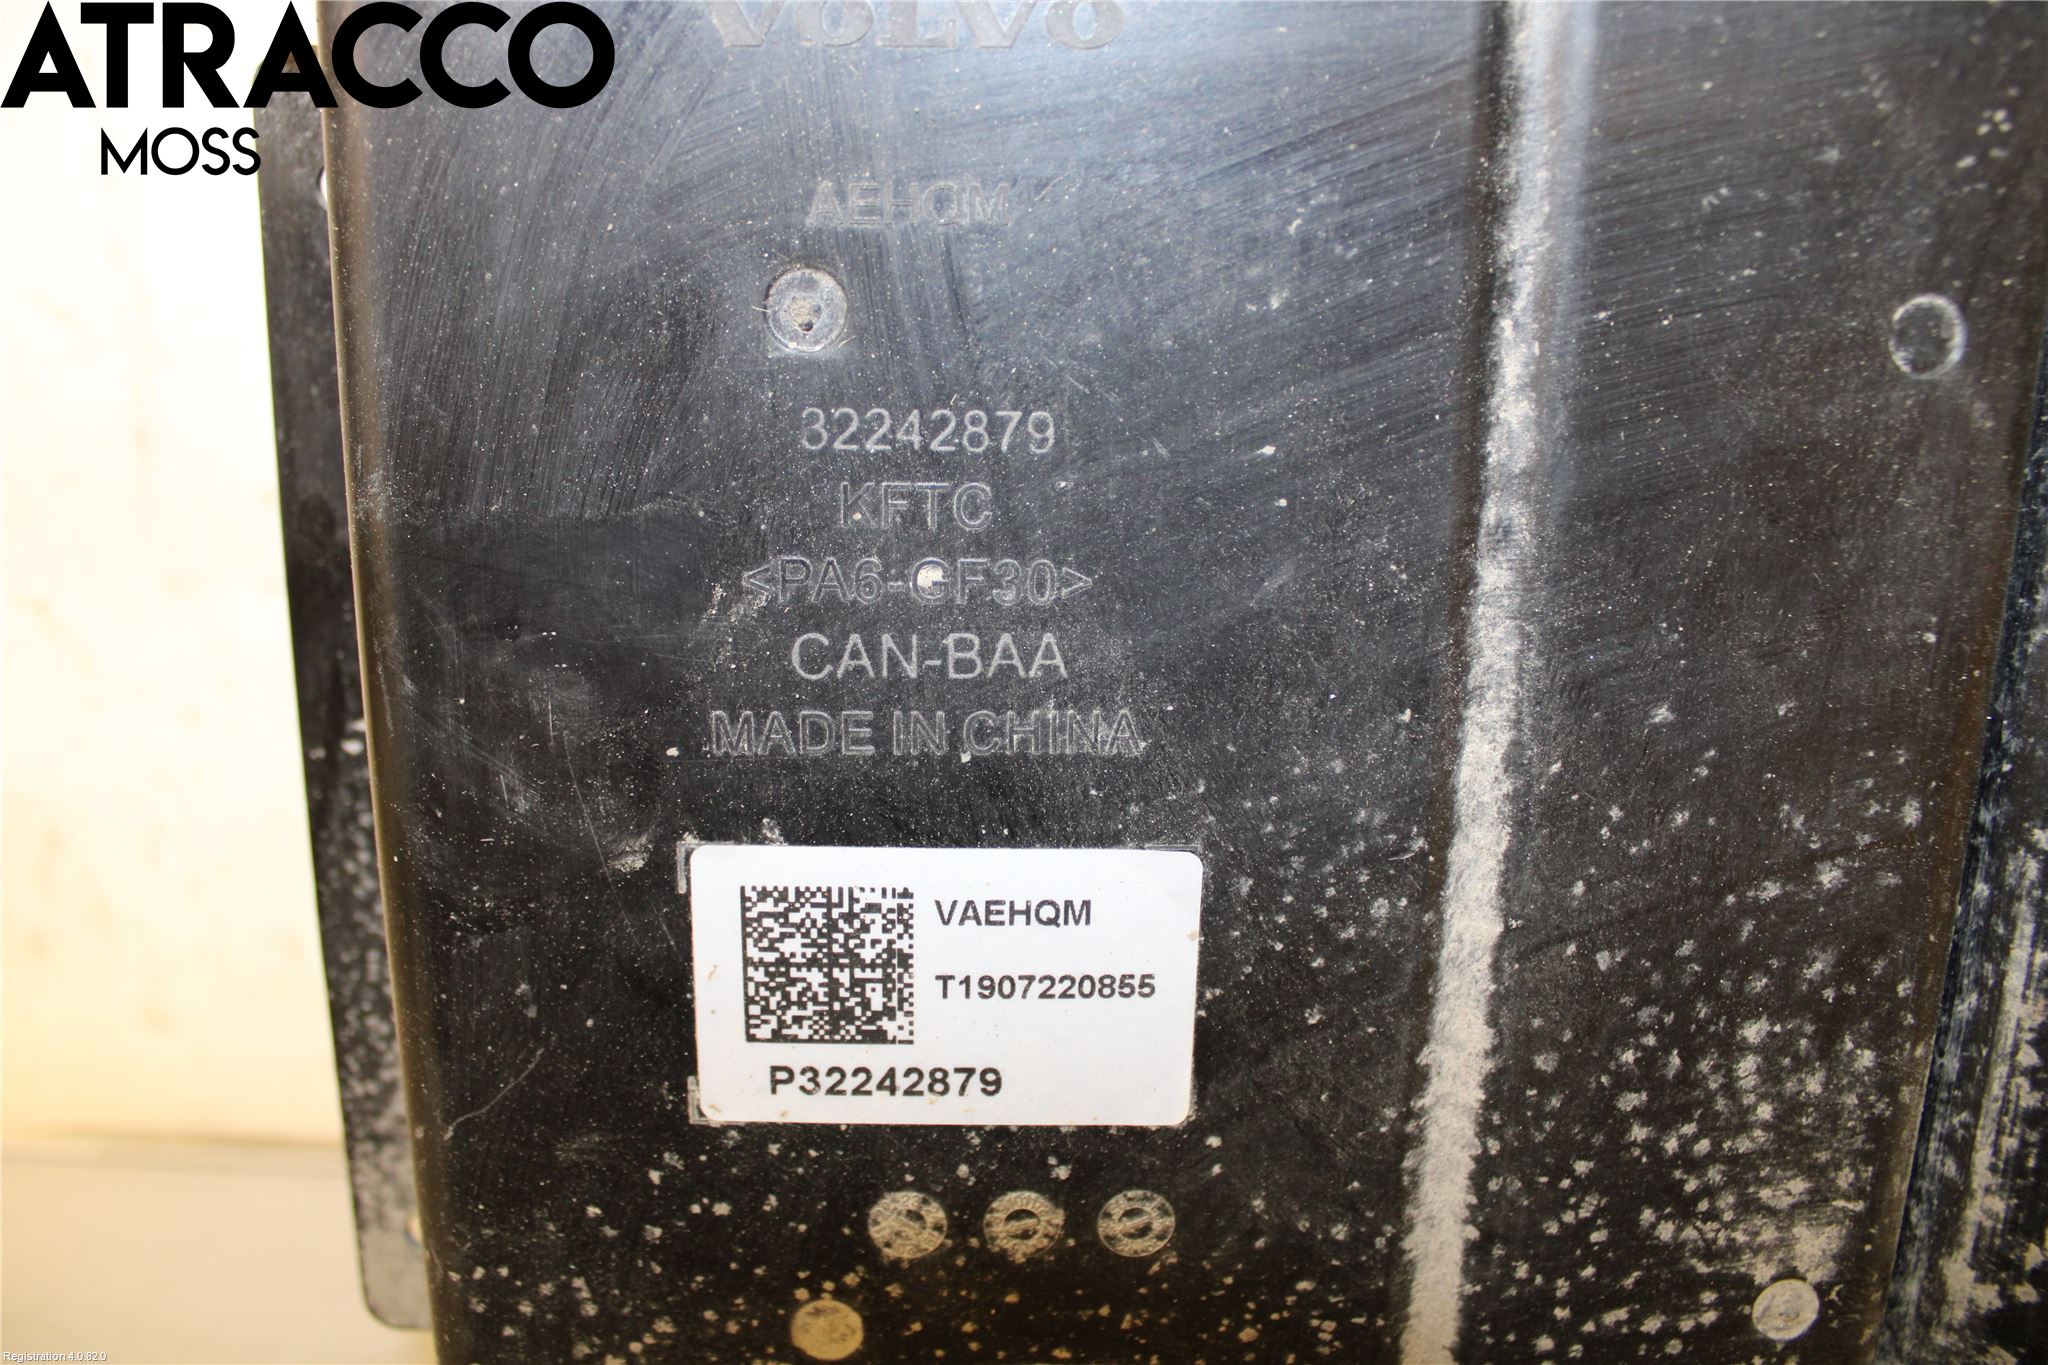 ATRACCO
MOSS
VOLVO
AEHQM
32242879
KFTC
<PA6-GF30>
CAN-BAA
MADE IN CHINA
VAEHQM
T1907220855
P32242879
Registration 4.0.82.0